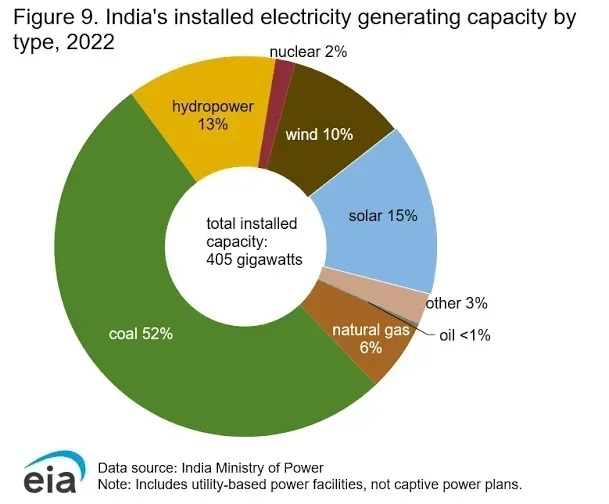 Figure 9. India's installed electricity generating capacity by
type, 2022
nuclear 2%
hydropower
13%
wind 10%
solar 15%
total installed
capacity:
405 gigawatts
other 3%
natural gas
6%
oil <1%
coal 52%
eia
Data source: India Ministry of Power
Note: Includes utility-based power facilities, not captive power plans.